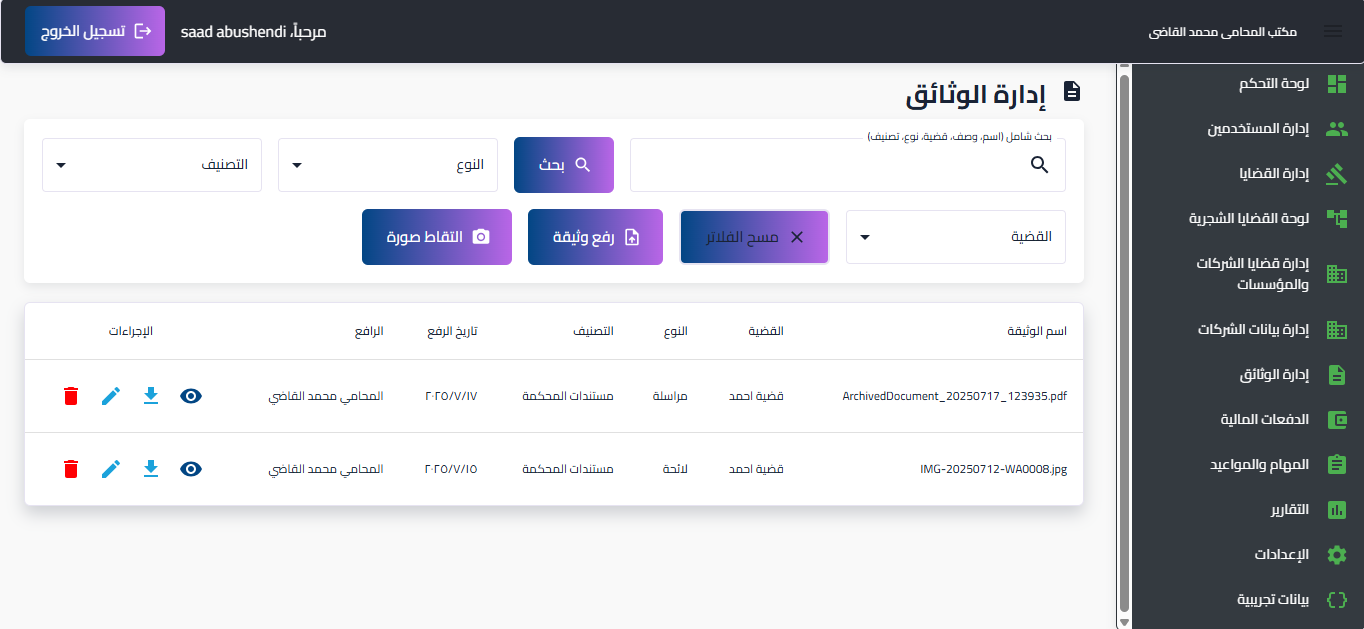 مكتب المحامي محمد القاضي
مرحباً، saad abushendi
تسجيل الخروج
لوحة التحكم
إدارة المستخدمين
إدارة القضايا
لوحة القضايا الشجرية
إدارة قضايا الشركات
والمؤسسات
إدارة بيانات الشركات
إدارة الوثائق
الدفعات المالية
المهام والمواعيد
التقارير
الإعدادات
بيانات تجريبية
إدارة الوثائق
بحث شامل (اسم، وصف، قضية، نوع، تصنيف)
بحث
النوع
التصنيف
القضية
مسح الفلاتر
رفع وثيقة
التقاط صورة
اسم الوثيقة القضية النوع التصنيف تاريخ الرفع الرافع الإجراءات
ArchivedDocument_20250717_123935.pdf قضية احمد مراسلة مستندات المحكمة ٢٠٢٥/٧/١٧ المحامي محمد القاضي
IMG-20250712-WA0008.jpg قضية احمد لائحة مستندات المحكمة ٢٠٢٥/٧/١٥ المحامي محمد القاضي